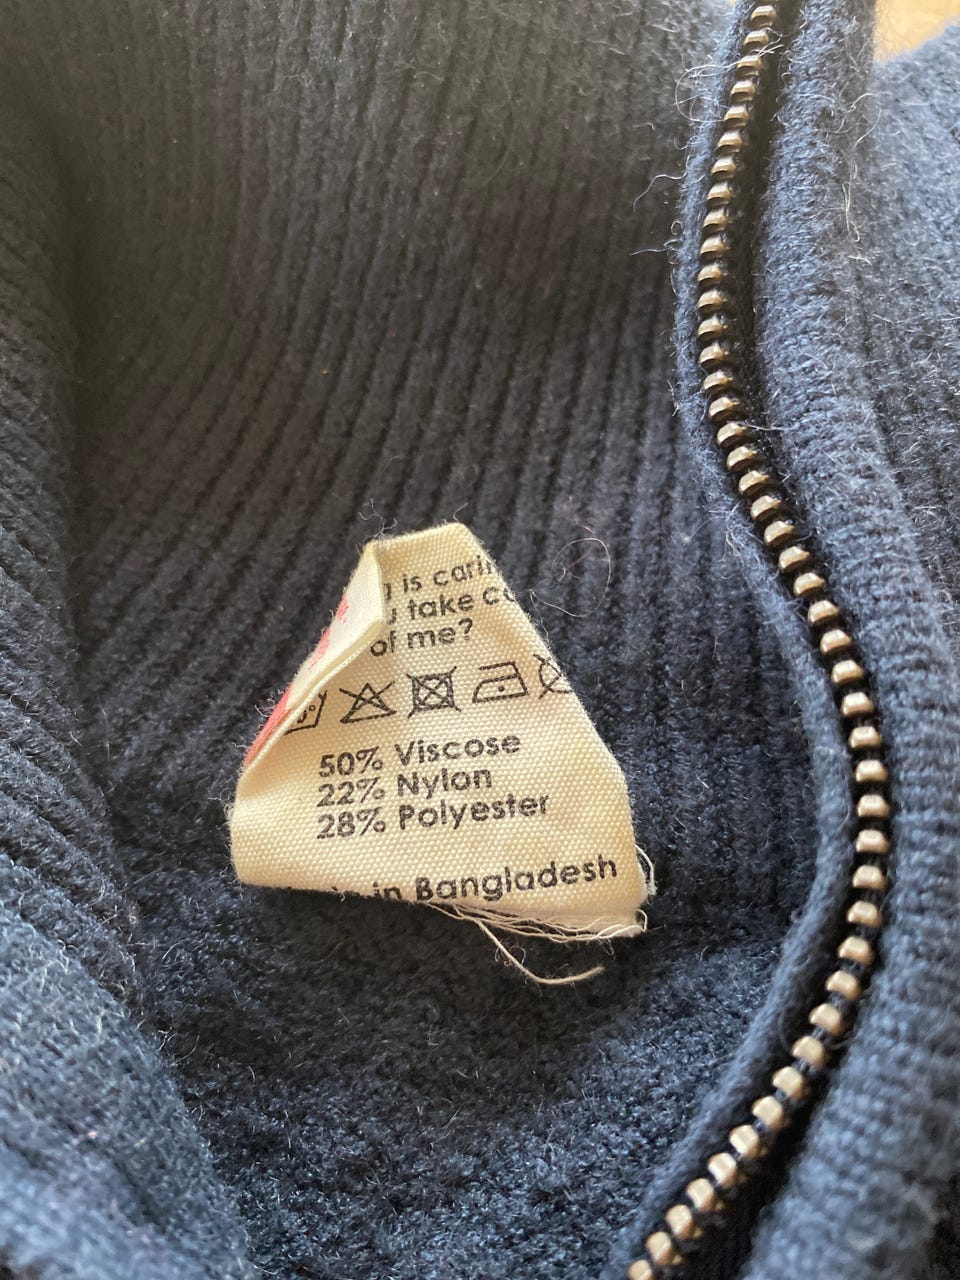 is
take
of me?
50% Viscose
22% Nylon
28% Polyester
in Bangladesh